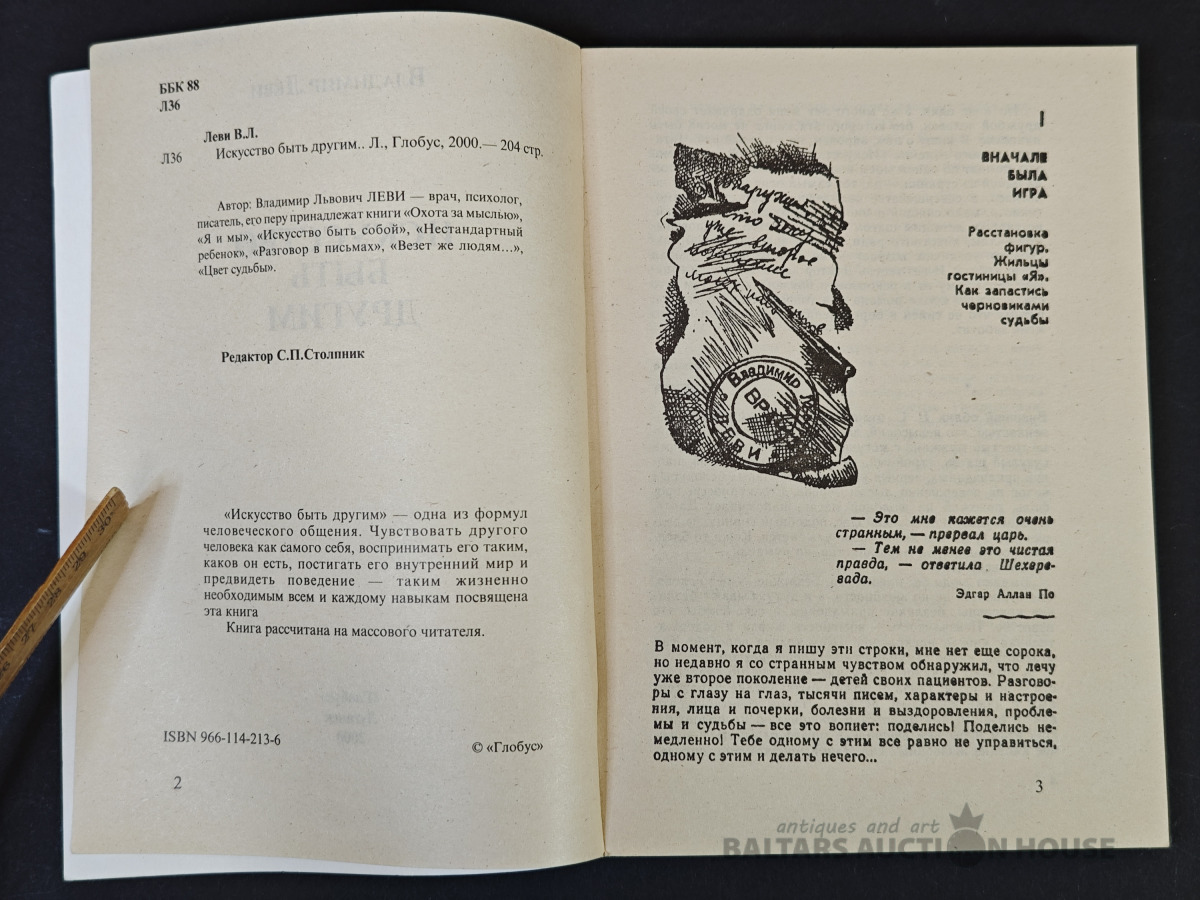 ББК 88
Л36
Леви В.Л.
Л36 Искусство быть другим.. Л., Глобус, 2000.— 204 стр.
Автор: Владимир Львович ЛЕВИ — врач, психолог,
писатель, его перу принадлежат книги «Охота за мыслью»,
«Я и мы», «Искусство быть собой», «Нестандартный
ребенок», «Разговор в письмах», «Везет же людям...»,
«Цвет судьбы».
Редактор С.П.Столпник
«Искусство быть другим» — одна из формул
человеческого общения. Чувствовать другого
человека как самого себя, воспринимать его таким,
каков он есть, постигать его внутренний мир и
предвидеть поведение — таким жизненно
необходимым всем и каждому навыкам посвящена
эта книга
Книга рассчитана на массового читателя.
ISBN 966-114-213-6
© «Глобус»
2
I
ВНАЧАЛЕ
БЫЛА
ИГРА
Расстановка
фигур.
Жильцы
гостиницы «Я».
Как запастись
черновиками
судьбы
уже второе
Владимир
ЛЕВИ
— Это мне кажется очень
странным, — прервал царь.
— Тем не менее это чистая
правда, — ответила Шехере-
зада.
Эдгар Аллан По
В момент, когда я пишу эти строки, мне нет еще сорока,
но недавно я со странным чувством обнаружил, что лечу
уже второе поколение — детей своих пациентов. Разгово-
ры с глазу на глаз, тысячи писем, характеры и настрое-
ния, лица и почерки, болезни и выздоровления, пробле-
мы и судьбы — все это вопиет: поделись! Поделись не-
медленно! Тебе одному с этим все равно не управиться,
одному с этим и делать нечего...
3
antiques and art
BALTARS AUCTION HOUSE